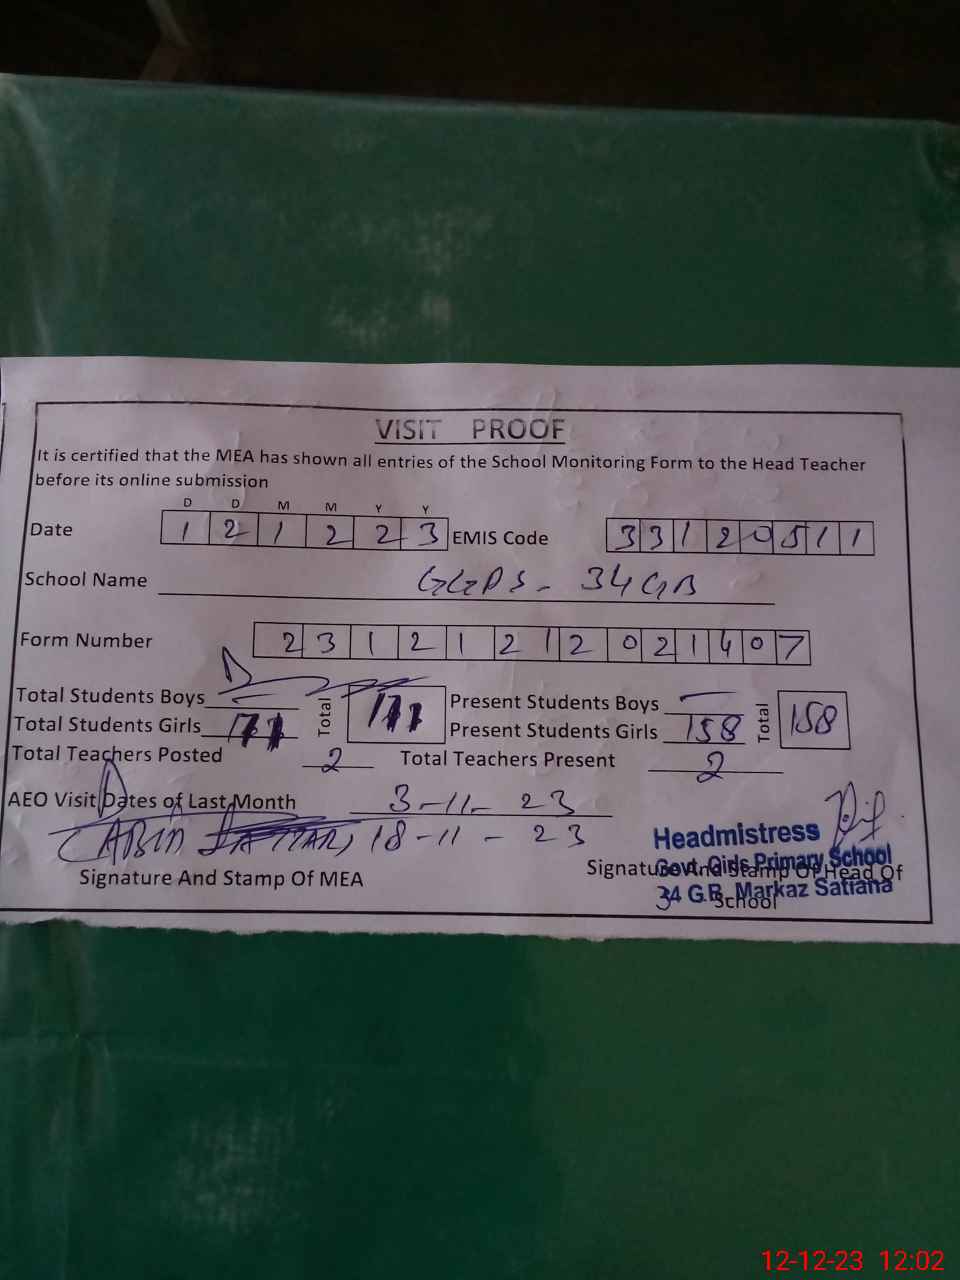 VISIT PROOF
It is certified that the MEA has shown all entries of the School Monitoring Form to the Head Teacher
before its online submission
D D M M Y Y
Date 1 2 1 2 2 3 EMIS Code 3 3 1 2 0 5 1 1
School Name GGPS - 34 GB
Form Number 2 3 1 2 1 2 1 2 0 2 1 4 0 7
Total Students Boys — Total Present Students Boys — Total 158
Total Students Girls Present Students Girls 158
Total Teachers Posted 2 Total Teachers Present 2
AEO Visit Dates of Last Month 3-11-23
18-11-23
Signature And Stamp Of MEA
Signature And Stamp Of Head Of
School
Headmistress
Govt. Girls Primary School
34 G.B. Markaz Satiana
12-12-23 12:02